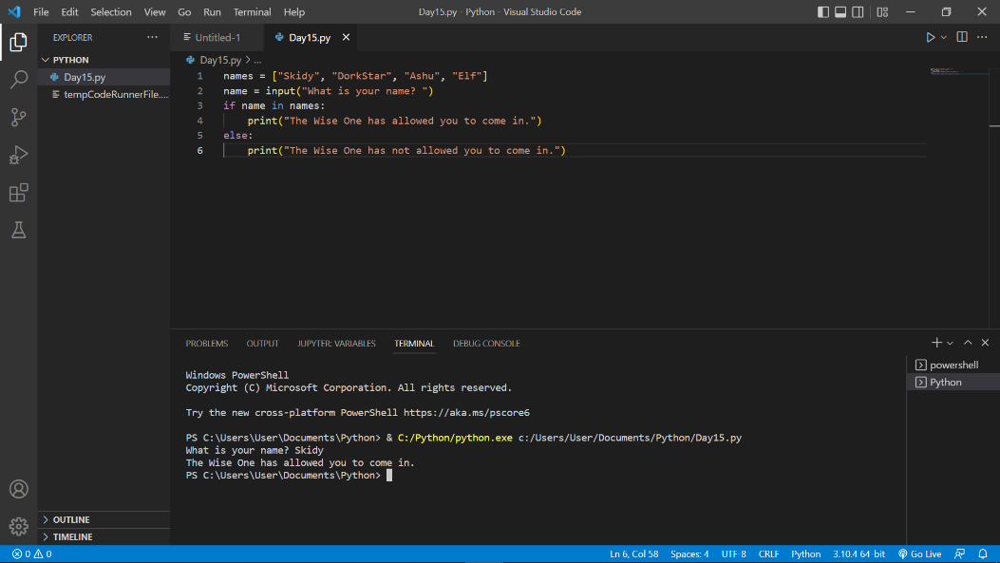 File Edit Selection View Go Run Terminal Help Day15.py - Python - Visual Studio Code
EXPLORER ···
Untitled-1 Day15.py
PYTHON
Day15.py
tempCodeRunnerFile....
Day15.py > ...
1 names = ["Skidy", "DorkStar", "Ashu", "Elf"]
2 name = input("What is your name? ")
3 if name in names:
4 print("The Wise One has allowed you to come in.")
5 else:
6 print("The Wise One has not allowed you to come in.")
PROBLEMS OUTPUT JUPYTER: VARIABLES TERMINAL DEBUG CONSOLE
powershell
Python
Windows PowerShell
Copyright (C) Microsoft Corporation. All rights reserved.
Try the new cross-platform PowerShell https://aka.ms/pscore6
PS C:\Users\User\Documents\Python> & C:/Python/python.exe c:/Users/User/Documents/Python/Day15.py
What is your name? Skidy
The Wise One has allowed you to come in.
PS C:\Users\User\Documents\Python>
OUTLINE
TIMELINE
0 0 Ln 6, Col 58 Spaces: 4 UTF-8 CRLF Python 3.10.4 64-bit Go Live